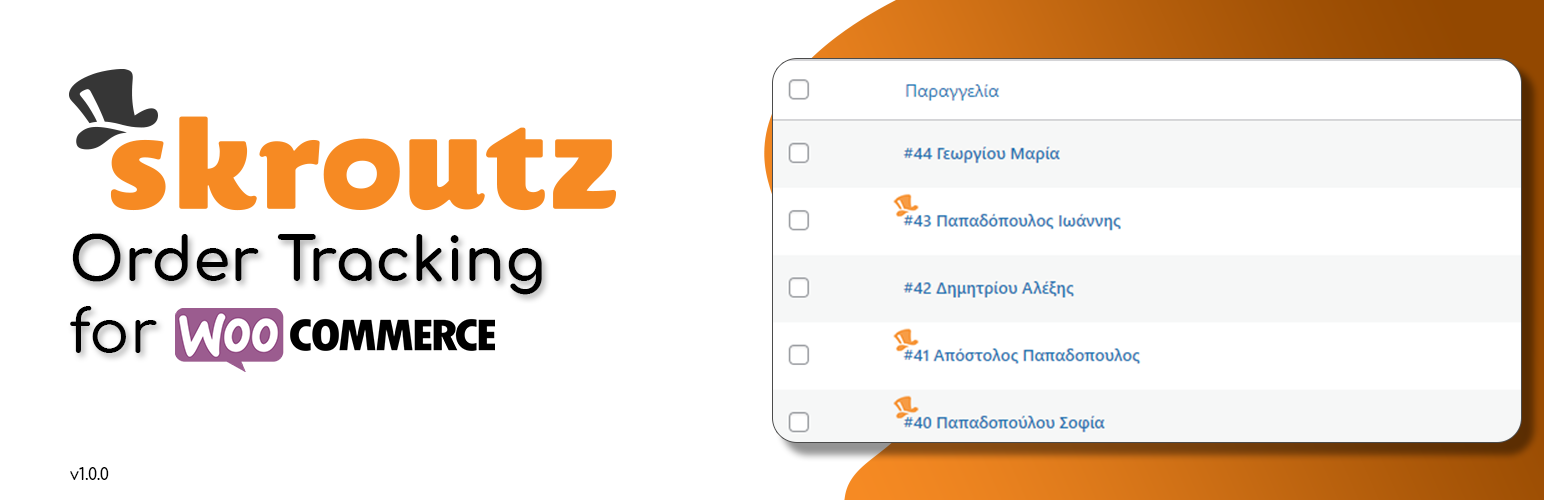 skroutz
Order Tracking
for WOO COMMERCE
v1.0.0
Παραγγελία
#44 Γεωργίου Μαρία
#43 Παπαδόπουλος Ιωάννης
#42 Δημητρίου Αλέξης
#41 Απόστολος Παπαδοπουλος
#40 Παπαδοπούλου Σοφία